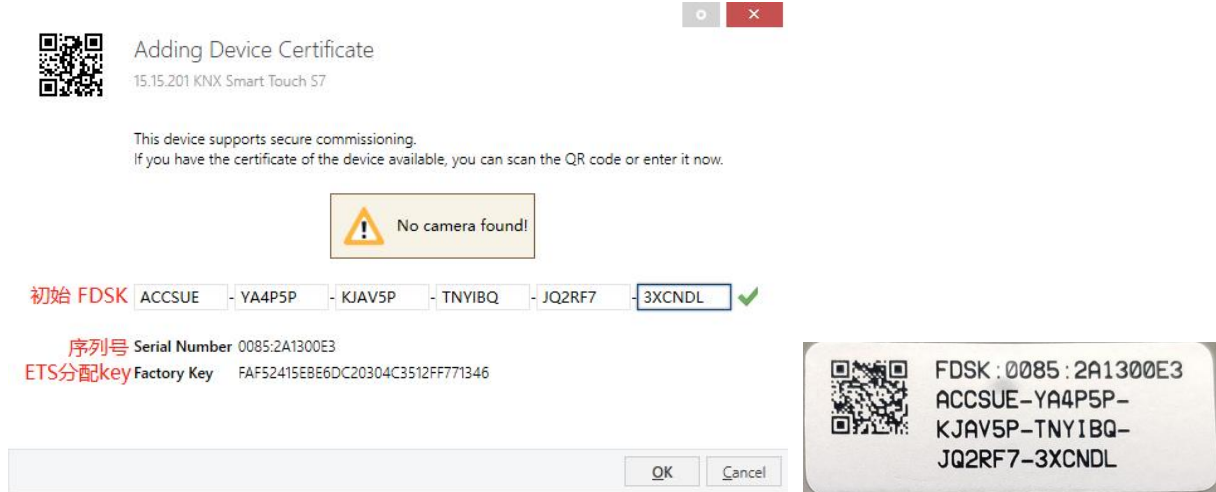 Adding Device Certificate
15.15.201 KNX Smart Touch S7
This device supports secure commissioning.
If you have the certificate of the device available, you can scan the QR code or enter it now.
No camera found!
初始 FDSK ACCSUE - YA4P5P - KJAV5P - TNYIBQ - JQ2RF7 - 3XCNDL
序列号 Serial Number 0085:2A1300E3
ETS分配key Factory Key FAF52415EBE6DC20304C3512FF771346
OK Cancel
FDSK:0085:2A1300E3
ACCSUE-YA4P5P-
KJAV5P-TNYIBQ-
JQ2RF7-3XCNDL